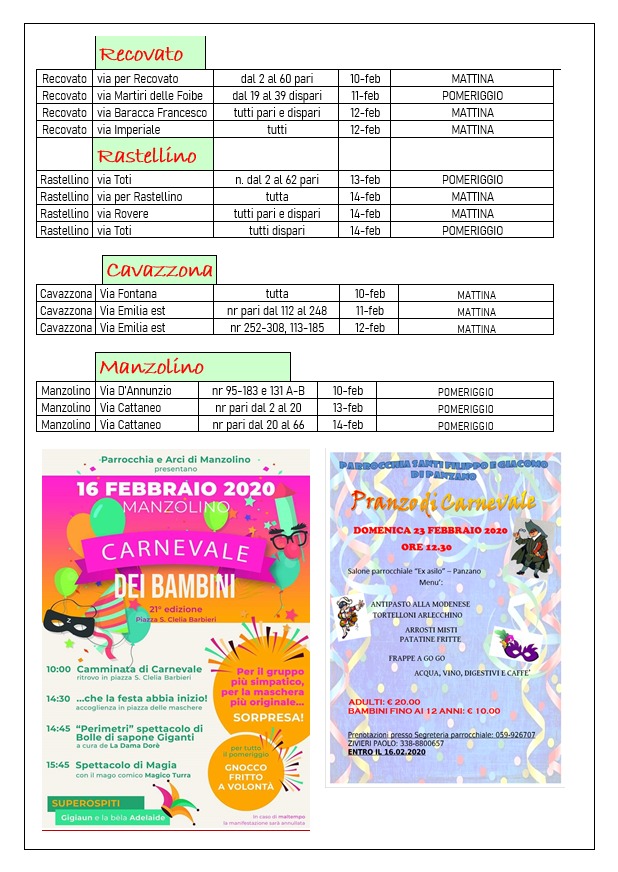 Recovato
Recovato via per Recovato dal 2 al 60 pari 10-feb MATTINA
Recovato via Martiri delle Foibe dal 19 al 39 dispari 11-feb POMERIGGIO
Recovato via Baracca Francesco tutti pari e dispari 12-feb MATTINA
Recovato via Imperiale tutti 12-feb MATTINA
Rastellino
Rastellino via Toti n. dal 2 al 62 pari 13-feb POMERIGGIO
Rastellino via per Rastellino tutta 14-feb MATTINA
Rastellino via Rovere tutti pari e dispari 14-feb MATTINA
Rastellino via Toti tutti dispari 14-feb POMERIGGIO
Cavazzona
Cavazzona Via Fontana tutta 10-feb MATTINA
Cavazzona Via Emilia est nr pari dal 112 al 248 11-feb MATTINA
Cavazzona Via Emilia est nr 252-308, 113-185 12-feb MATTINA
Manzolino
Manzolino Via D'Annunzio nr 95-183 e 131 A-B 10-feb POMERIGGIO
Manzolino Via Cattaneo nr pari dal 2 al 20 13-feb POMERIGGIO
Manzolino Via Cattaneo nr pari dal 20 al 66 14-feb POMERIGGIO
Parrocchia e Arci di Manzolino
presentano
16 FEBBRAIO 2020
MANZOLINO
CARNEVALE
DEI BAMBINI
21° edizione
Piazza S. Clelia Barbieri
10:00 Camminata di Carnevale
ritrovo in piazza S. Clelia Barbieri
14:30 ...che la festa abbia inizio!
accoglienza in piazza delle maschere
14:45 "Perimetri" spettacolo di
Bolle di sapone Giganti
a cura de La Dama Dorè
15:45 Spettacolo di Magia
con il mago comico Magico Turra
SUPEROSPITI
Gigiaun e la bèla Adelaide
Per il gruppo
più simpatico,
per la maschera
più originale...
SORPRESA!
per tutto
il pomeriggio
GNOCCO
FRITTO
A VOLONTÀ
In caso di maltempo
la manifestazione sarà annullata
PARROCCHIA SANTI FILIPPO E GIACOMO
DI PANZANO
Pranzo di Carnevale
DOMENICA 23 FEBBRAIO 2020
ORE 12.30
Salone parrocchiale "Ex asilo" – Panzano
Menu':
ANTIPASTO ALLA MODENESE
TORTELLONI ARLECCHINO
ARROSTI MISTI
PATATINE FRITTE
FRAPPE A GO GO
ACQUA, VINO, DIGESTIVI E CAFFE'
ADULTI: € 20.00
BAMBINI FINO AI 12 ANNI: € 10.00
Prenotazioni presso Segreteria parrocchiale: 059-926707
ZIVIERI PAOLO: 338-8800657
ENTRO IL 16.02.2020